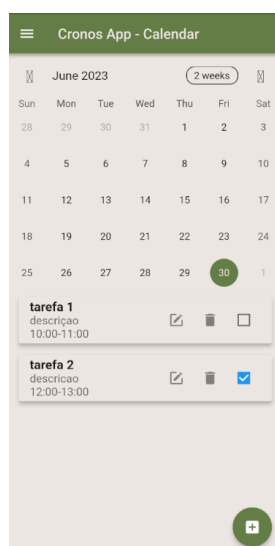 Cronos App - Calendar
June 2023 2 weeks
Sun Mon Tue Wed Thu Fri Sat
28 29 30 31 1 2 3
4 5 6 7 8 9 10
11 12 13 14 15 16 17
18 19 20 21 22 23 24
25 26 27 28 29 30 1
tarefa 1
descriçao
10:00-11:00
tarefa 2
descricao
12:00-13:00